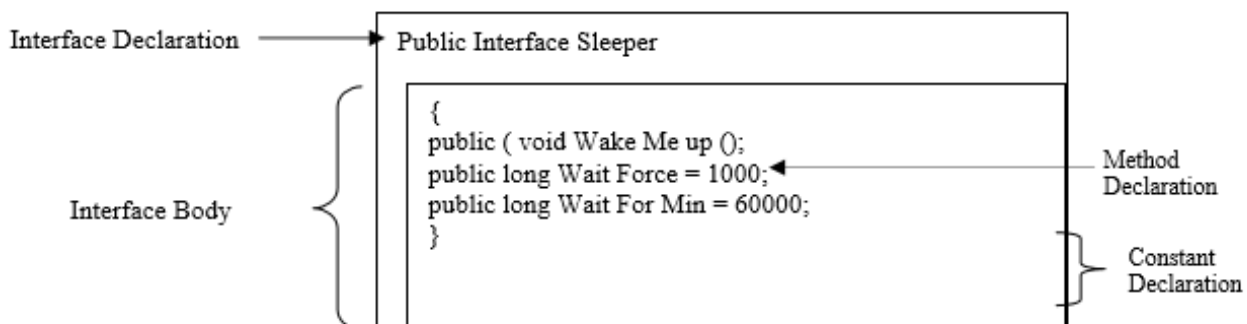 Interface Declaration
Public Interface Sleeper
{
public ( void Wake Me up ();
public long Wait Force = 1000;
public long Wait For Min = 60000;
}
Interface Body
Method
Declaration
Constant
Declaration